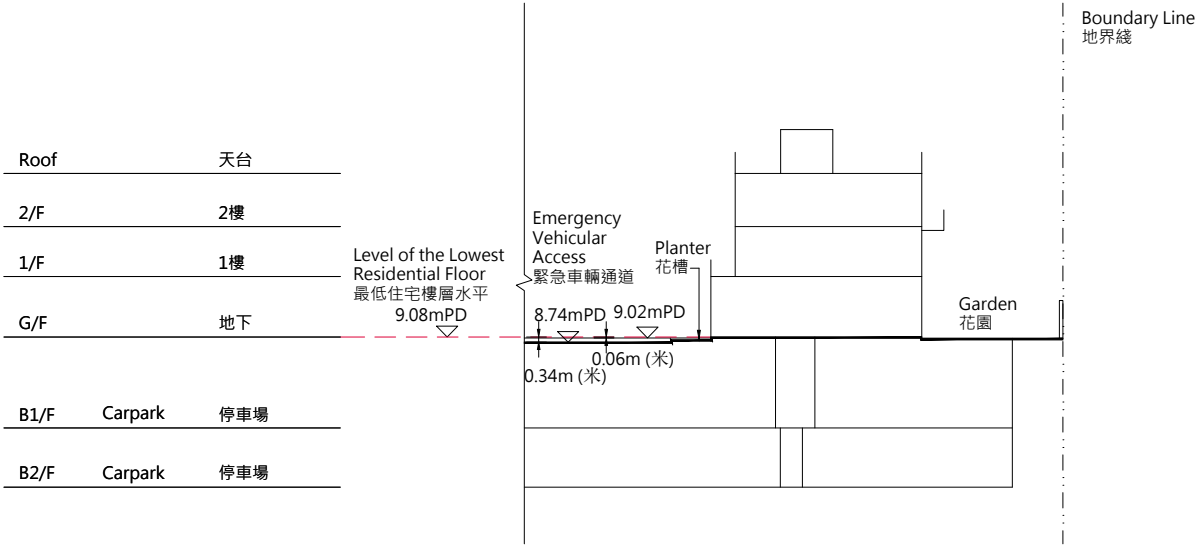 Boundary Line
地界綫
Roof 天台
2/F 2樓
1/F 1樓
G/F 地下
B1/F Carpark 停車場
B2/F Carpark 停車場
Level of the Lowest
Residential Floor
最低住宅樓層水平
9.08mPD
Emergency
Vehicular
Access
緊急車輛通道
8.74mPD
9.02mPD
Planter
花槽
0.06m (米)
0.34m (米)
Garden
花園